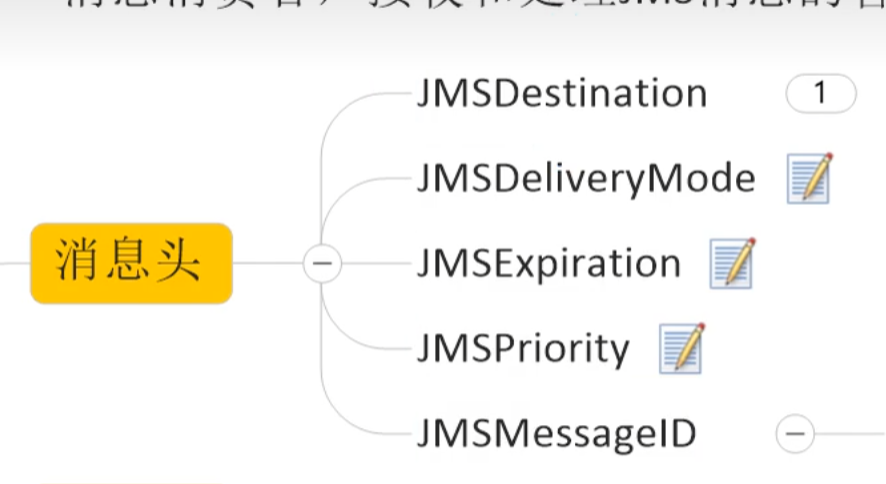 消息头
JMSDestination
1
JMSDeliveryMode
JMSExpiration
JMSPriority
JMSMessageID